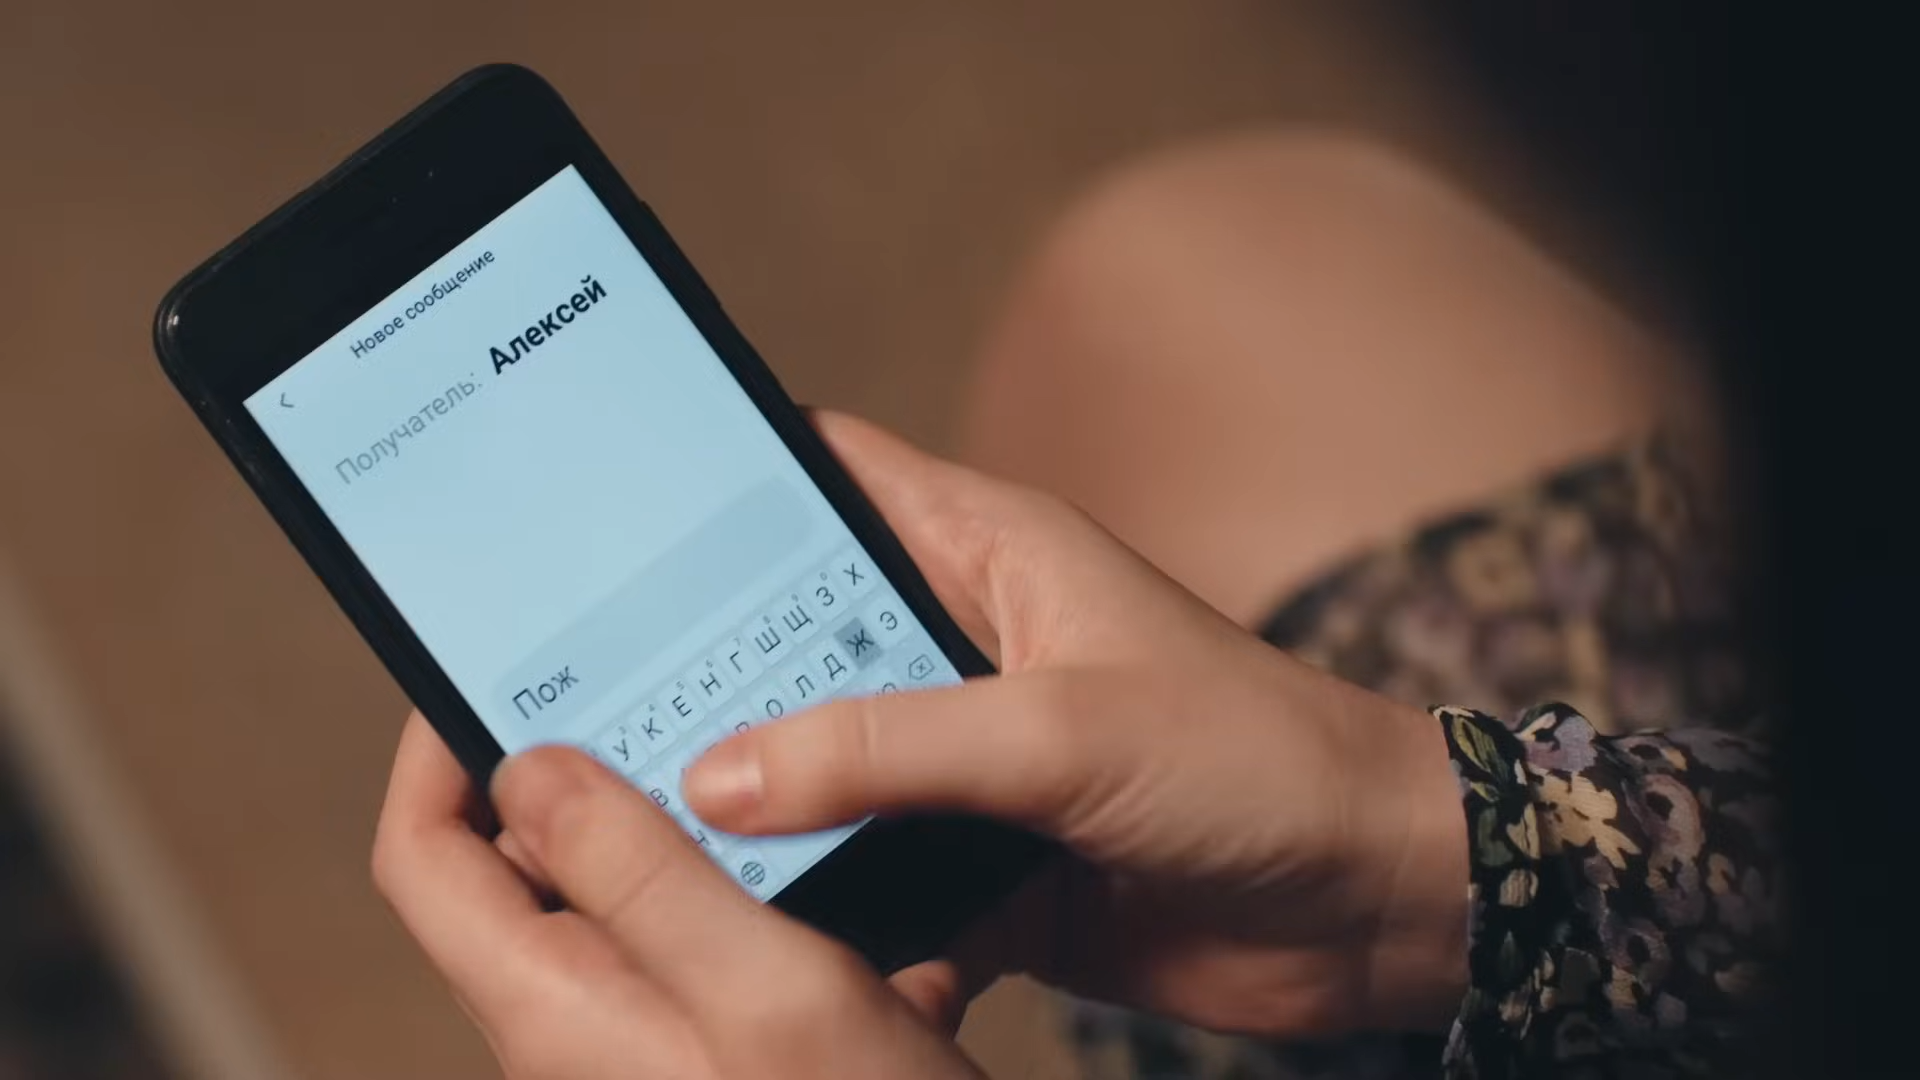 Новое сообщение
Получатель: Алексей
Пож
У К Е Н Г Ш Щ З Х
В О Л Д Ж Э